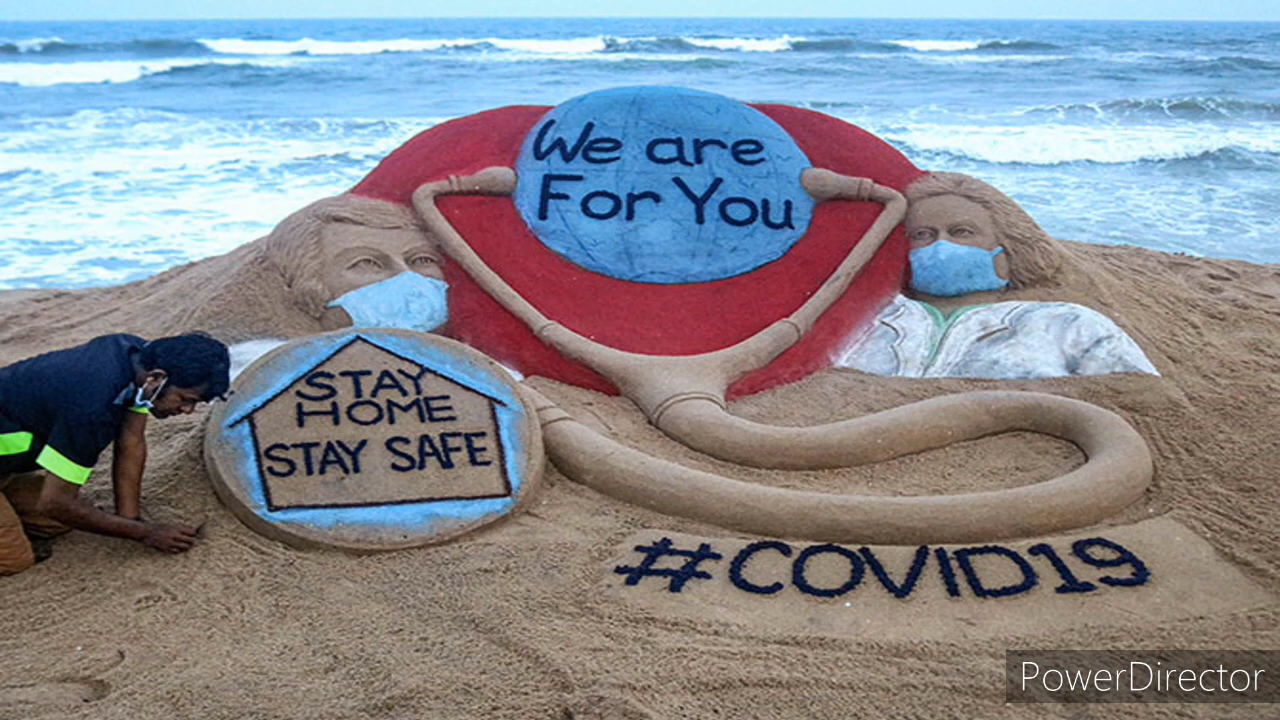 We are
For You
STAY
HOME
STAY SAFE
#COVID19
PowerDirector